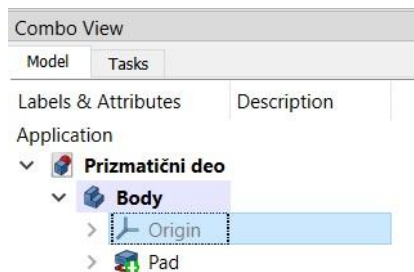 Combo View
Model Tasks
Labels & Attributes Description
Application
Prizmatični deo
Body
Origin
Pad